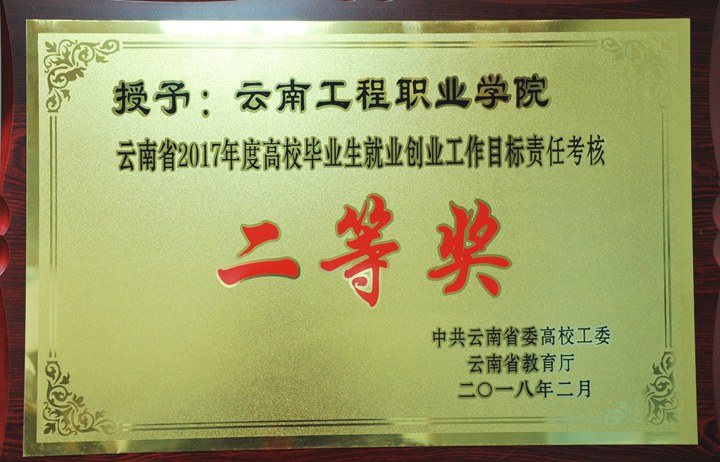 授予：云南工程职业学院
云南省2017年度高校毕业生就业创业工作目标责任考核
二等奖
中共云南省委高校工委
云南省教育厅
二〇一八年二月